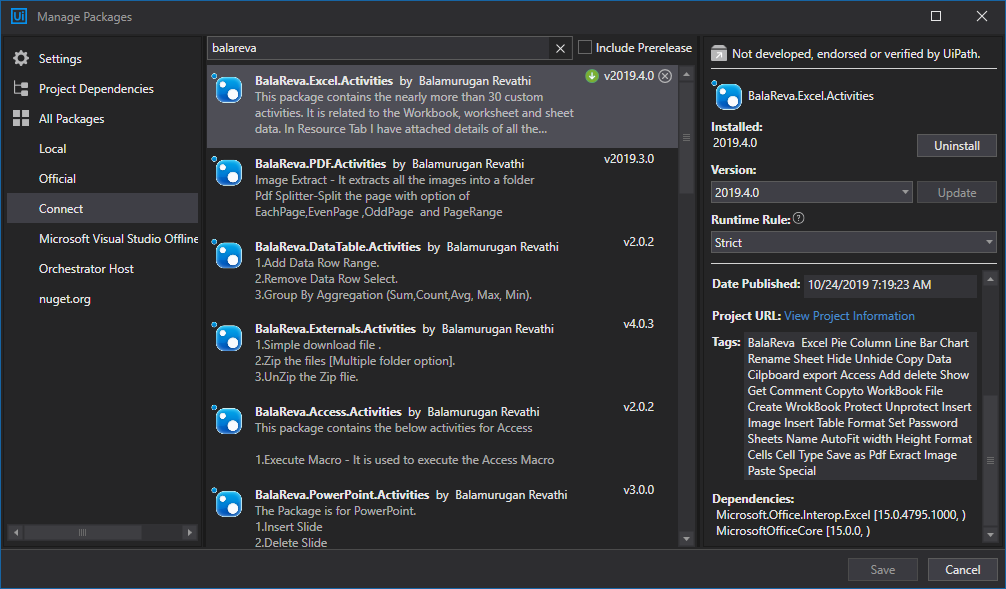 Ui Manage Packages
Settings
Project Dependencies
All Packages
Local
Official
Connect
Microsoft Visual Studio Offline
Orchestrator Host
nuget.org
balareva
Include Prerelease
BalaReva.Excel.Activities by Balamurugan Revathi
v2019.4.0
This package contains the nearly more than 30 custom
activities. It is related to the Workbook, worksheet and sheet
data. In Resource Tab I have attached details of all the...
BalaReva.PDF.Activities by Balamurugan Revathi
v2019.3.0
Image Extract - It extracts all the images into a folder
Pdf Splitter-Split the page with option of
EachPage,EvenPage ,OddPage and PageRange
BalaReva.DataTable.Activities by Balamurugan Revathi
v2.0.2
1.Add Data Row Range.
2.Remove Data Row Select.
3.Group By Aggregation (Sum,Count,Avg, Max, Min).
BalaReva.Externals.Activities by Balamurugan Revathi
v4.0.3
1.Simple download file .
2.Zip the files [Multiple folder option].
3.UnZip the Zip flie.
BalaReva.Access.Activities by Balamurugan Revathi
v2.0.2
This package contains the below activities for Access
1.Execute Macro - It is used to execute the Access Macro
BalaReva.PowerPoint.Activities by Balamurugan Revathi
v3.0.0
The Package is for PowerPoint.
1.Insert Slide
2.Delete Slide
Not developed, endorsed or verified by UiPath.
BalaReva.Excel.Activities
Installed:
2019.4.0
Uninstall
Version:
2019.4.0
Update
Runtime Rule: ?
Strict
Date Published: 10/24/2019 7:19:23 AM
Project URL: View Project Information
Tags: BalaReva Excel Pie Column Line Bar Chart
Rename Sheet Hide Unhide Copy Data
Cilpboard export Access Add delete Show
Get Comment Copyto WorkBook File
Create WrokBook Protect Unprotect Insert
Image Insert Table Format Set Password
Sheets Name AutoFit width Height Format
Cells Cell Type Save as Pdf Exract Image
Paste Special
Dependencies:
Microsoft.Office.Interop.Excel [15.0.4795.1000, )
MicrosoftOfficeCore [15.0.0, )
Save
Cancel